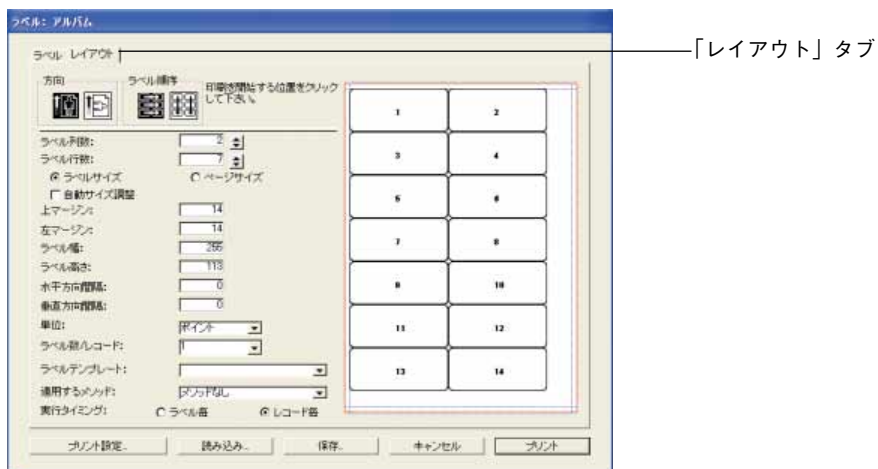 ラベル: アルバム
「レイアウト」タブ
ラベル レイアウト
方向
ラベル順序
印刷を開始する位置をクリック
して下さい。
ラベル列数: 2
ラベル行数: 7
ラベルサイズ ページサイズ
自動サイズ調整
上マージン: 14
左マージン: 14
ラベル幅: 266
ラベル高さ: 113
水平方向間隔: 0
垂直方向間隔: 0
単位: ポイント
ラベル数/レコード: 1
ラベルテンプレート:
適用するメソッド: メソッドなし
実行タイミング: ラベル毎 レコード毎
1 2
3 4
5 6
7 8
9 10
11 12
13 14
プリント設定... 読み込み... 保存... キャンセル プリント